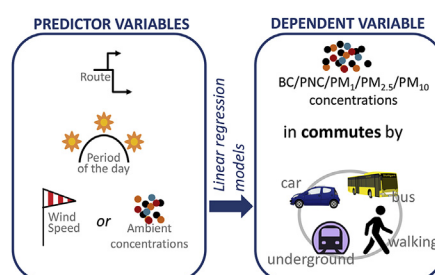 PREDICTOR VARIABLES
Route
Period
of the day
Wind
Speed
or
Ambient
concentrations
Linear regression
models
DEPENDENT VARIABLE
BC/PNC/PM1/PM2.5/PM10
concentrations
in commutes by
car
bus
underground
walking